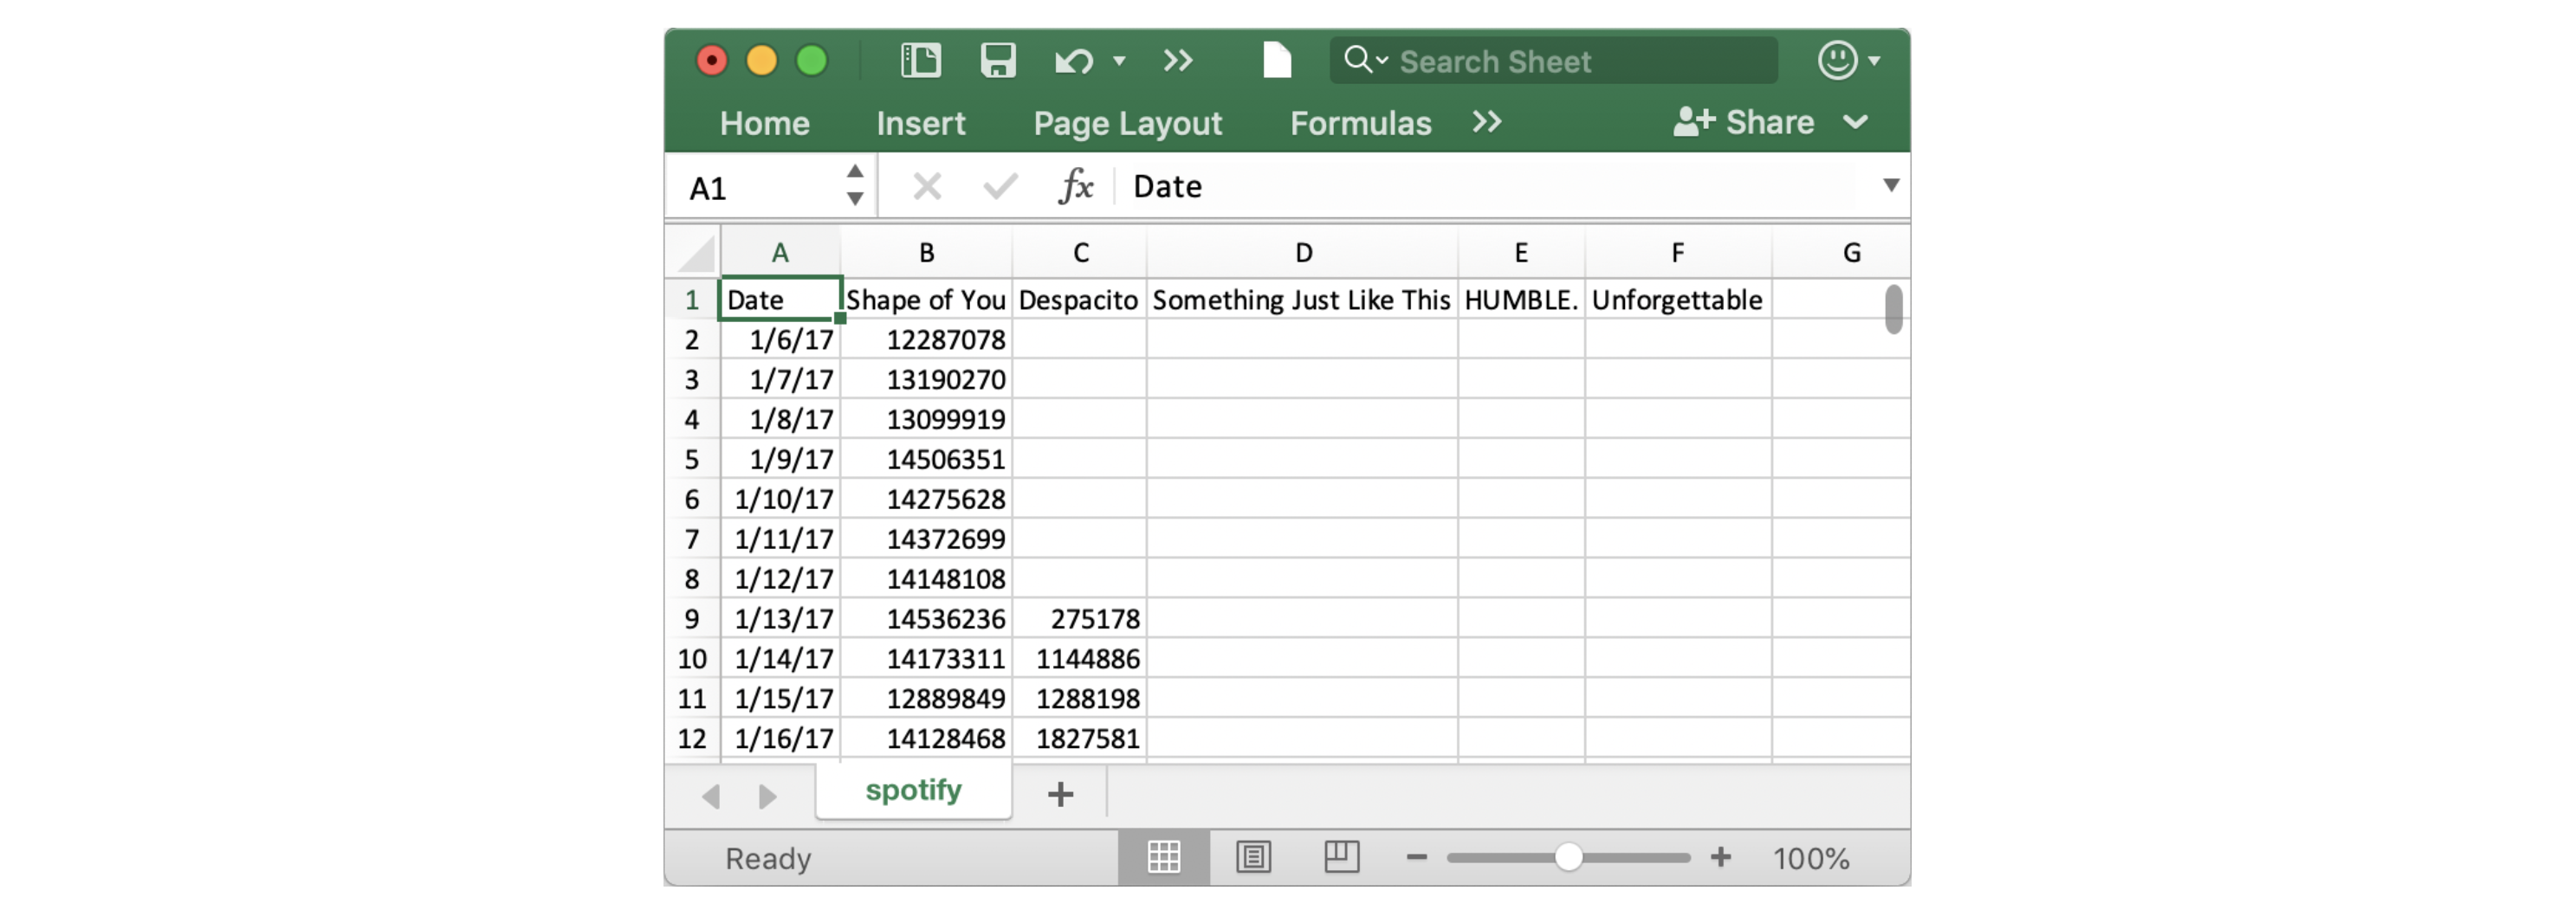 Search Sheet
Home Insert Page Layout Formulas Share
A1 fx Date
A B C D E F G
1 Date Shape of You Despacito Something Just Like This HUMBLE. Unforgettable
2 1/6/17 12287078
3 1/7/17 13190270
4 1/8/17 13099919
5 1/9/17 14506351
6 1/10/17 14275628
7 1/11/17 14372699
8 1/12/17 14148108
9 1/13/17 14536236 275178
10 1/14/17 14173311 1144886
11 1/15/17 12889849 1288198
12 1/16/17 14128468 1827581
spotify
Ready 100%